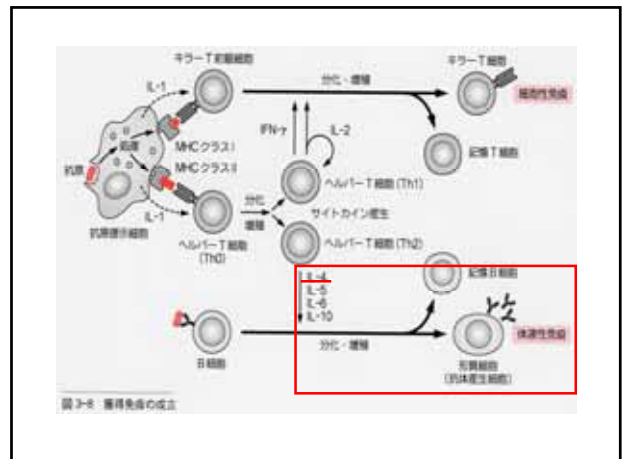 キラーT前駆細胞
キラーT細胞
IL-1
分化・増殖
細胞性免疫
MHCクラスI
IFN-γ
IL-2
処理
記憶T細胞
抗原
MHCクラスII
ヘルパーT細胞(Th1)
IL-1
分化
サイトカイン産生
増殖
抗原提示細胞
ヘルパーT細胞
(Th0)
ヘルパーT細胞(Th2)
IL-4
記憶B細胞
IL-5
IL-6
IL-10
体液性免疫
分化・増殖
B細胞
形質細胞
(抗体産生細胞)
図3-8 獲得免疫の成立